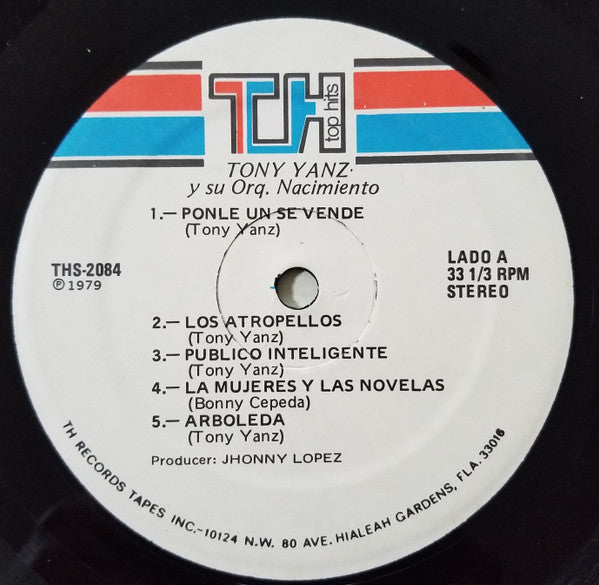 TH
top hits
TONY YANZ·
y su Orq. Nacimiento
1.— PONLE UN SE VENDE
(Tony Yanz)
THS-2084
℗ 1979
LADO A
33 1/3 RPM
STEREO
2.— LOS ATROPELLOS
(Tony Yanz)
3.— PUBLICO INTELIGENTE
(Tony Yanz)
4.— LA MUJERES Y LAS NOVELAS
(Bonny Cepeda)
5.— ARBOLEDA
(Tony Yanz)
Producer: JHONNY LOPEZ
TH RECORDS TAPES INC.–10124 N.W. 80 AVE. HIALEAH GARDENS, FLA. 33016